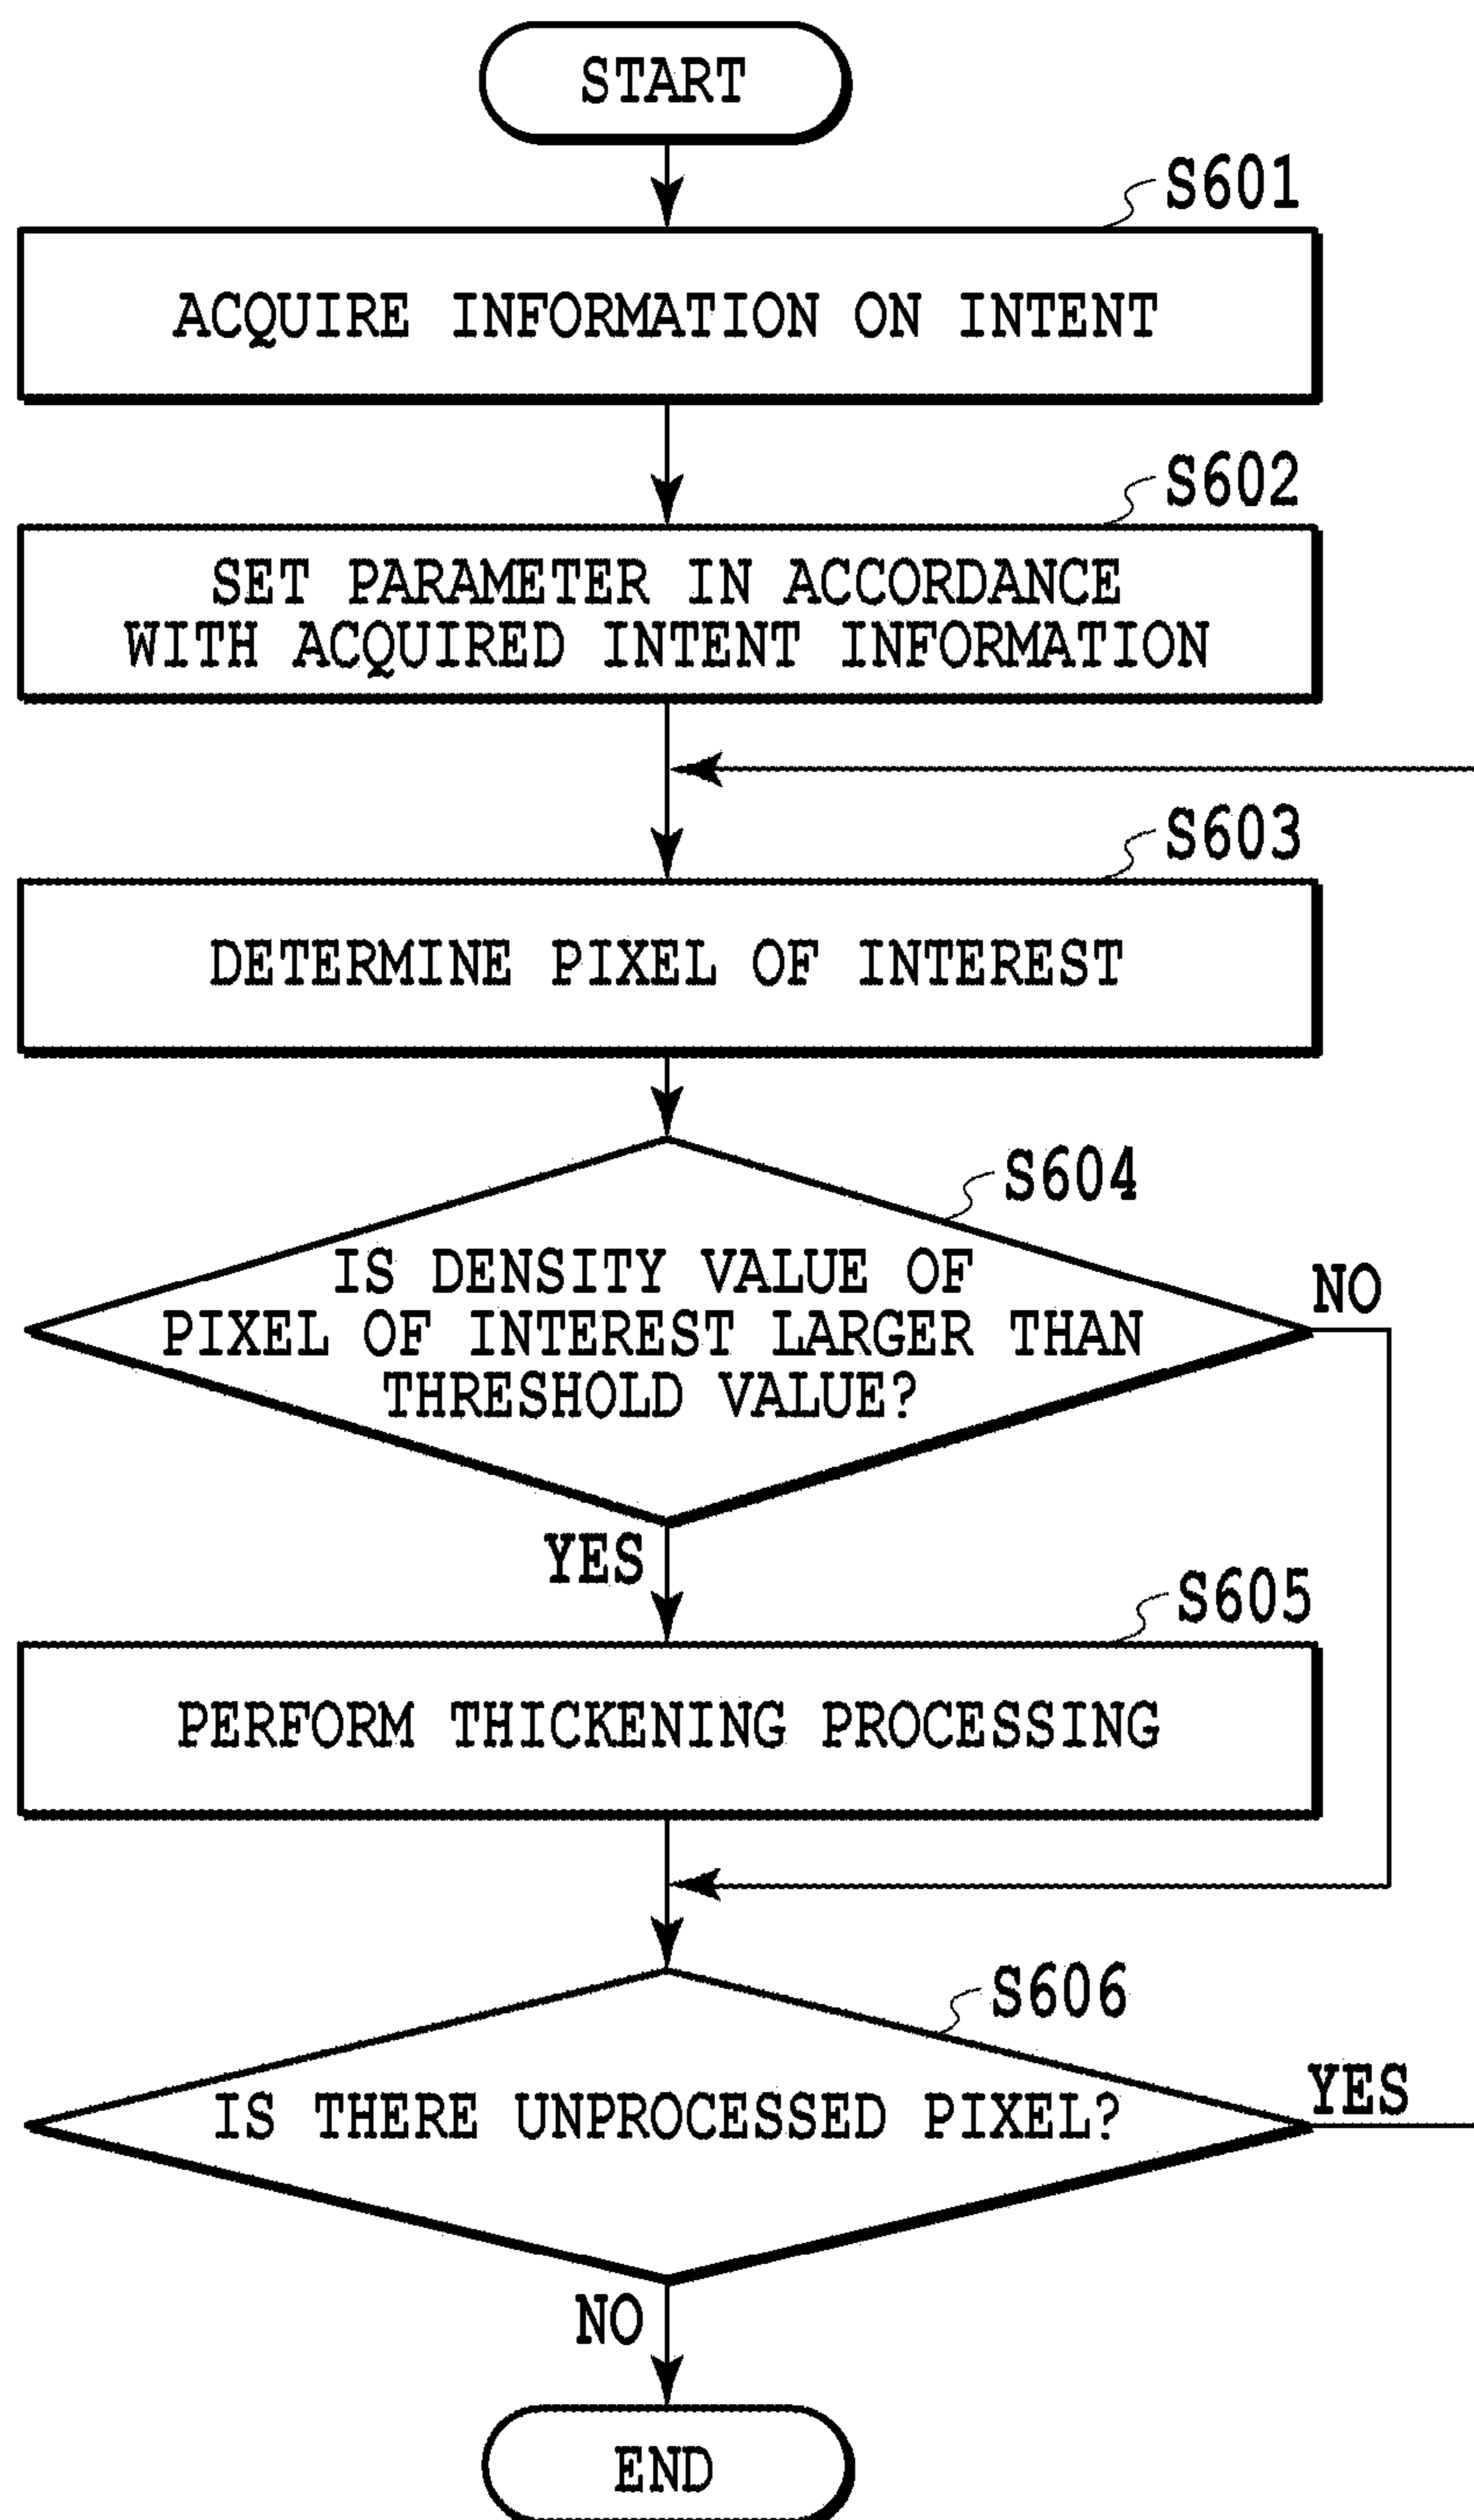 START
S601
ACQUIRE INFORMATION ON INTENT
S602
SET PARAMETER IN ACCORDANCE
WITH ACQUIRED INTENT INFORMATION
S603
DETERMINE PIXEL OF INTEREST
S604
IS DENSITY VALUE OF
PIXEL OF INTEREST LARGER THAN
THRESHOLD VALUE?
NO
YES
S605
PERFORM THICKENING PROCESSING
S606
IS THERE UNPROCESSED PIXEL?
YES
NO
END